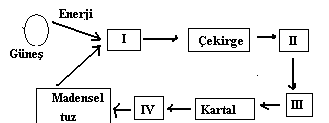 Enerji
Güneş
I
Çekirge
II
III
Kartal
IV
Madensel
tuz